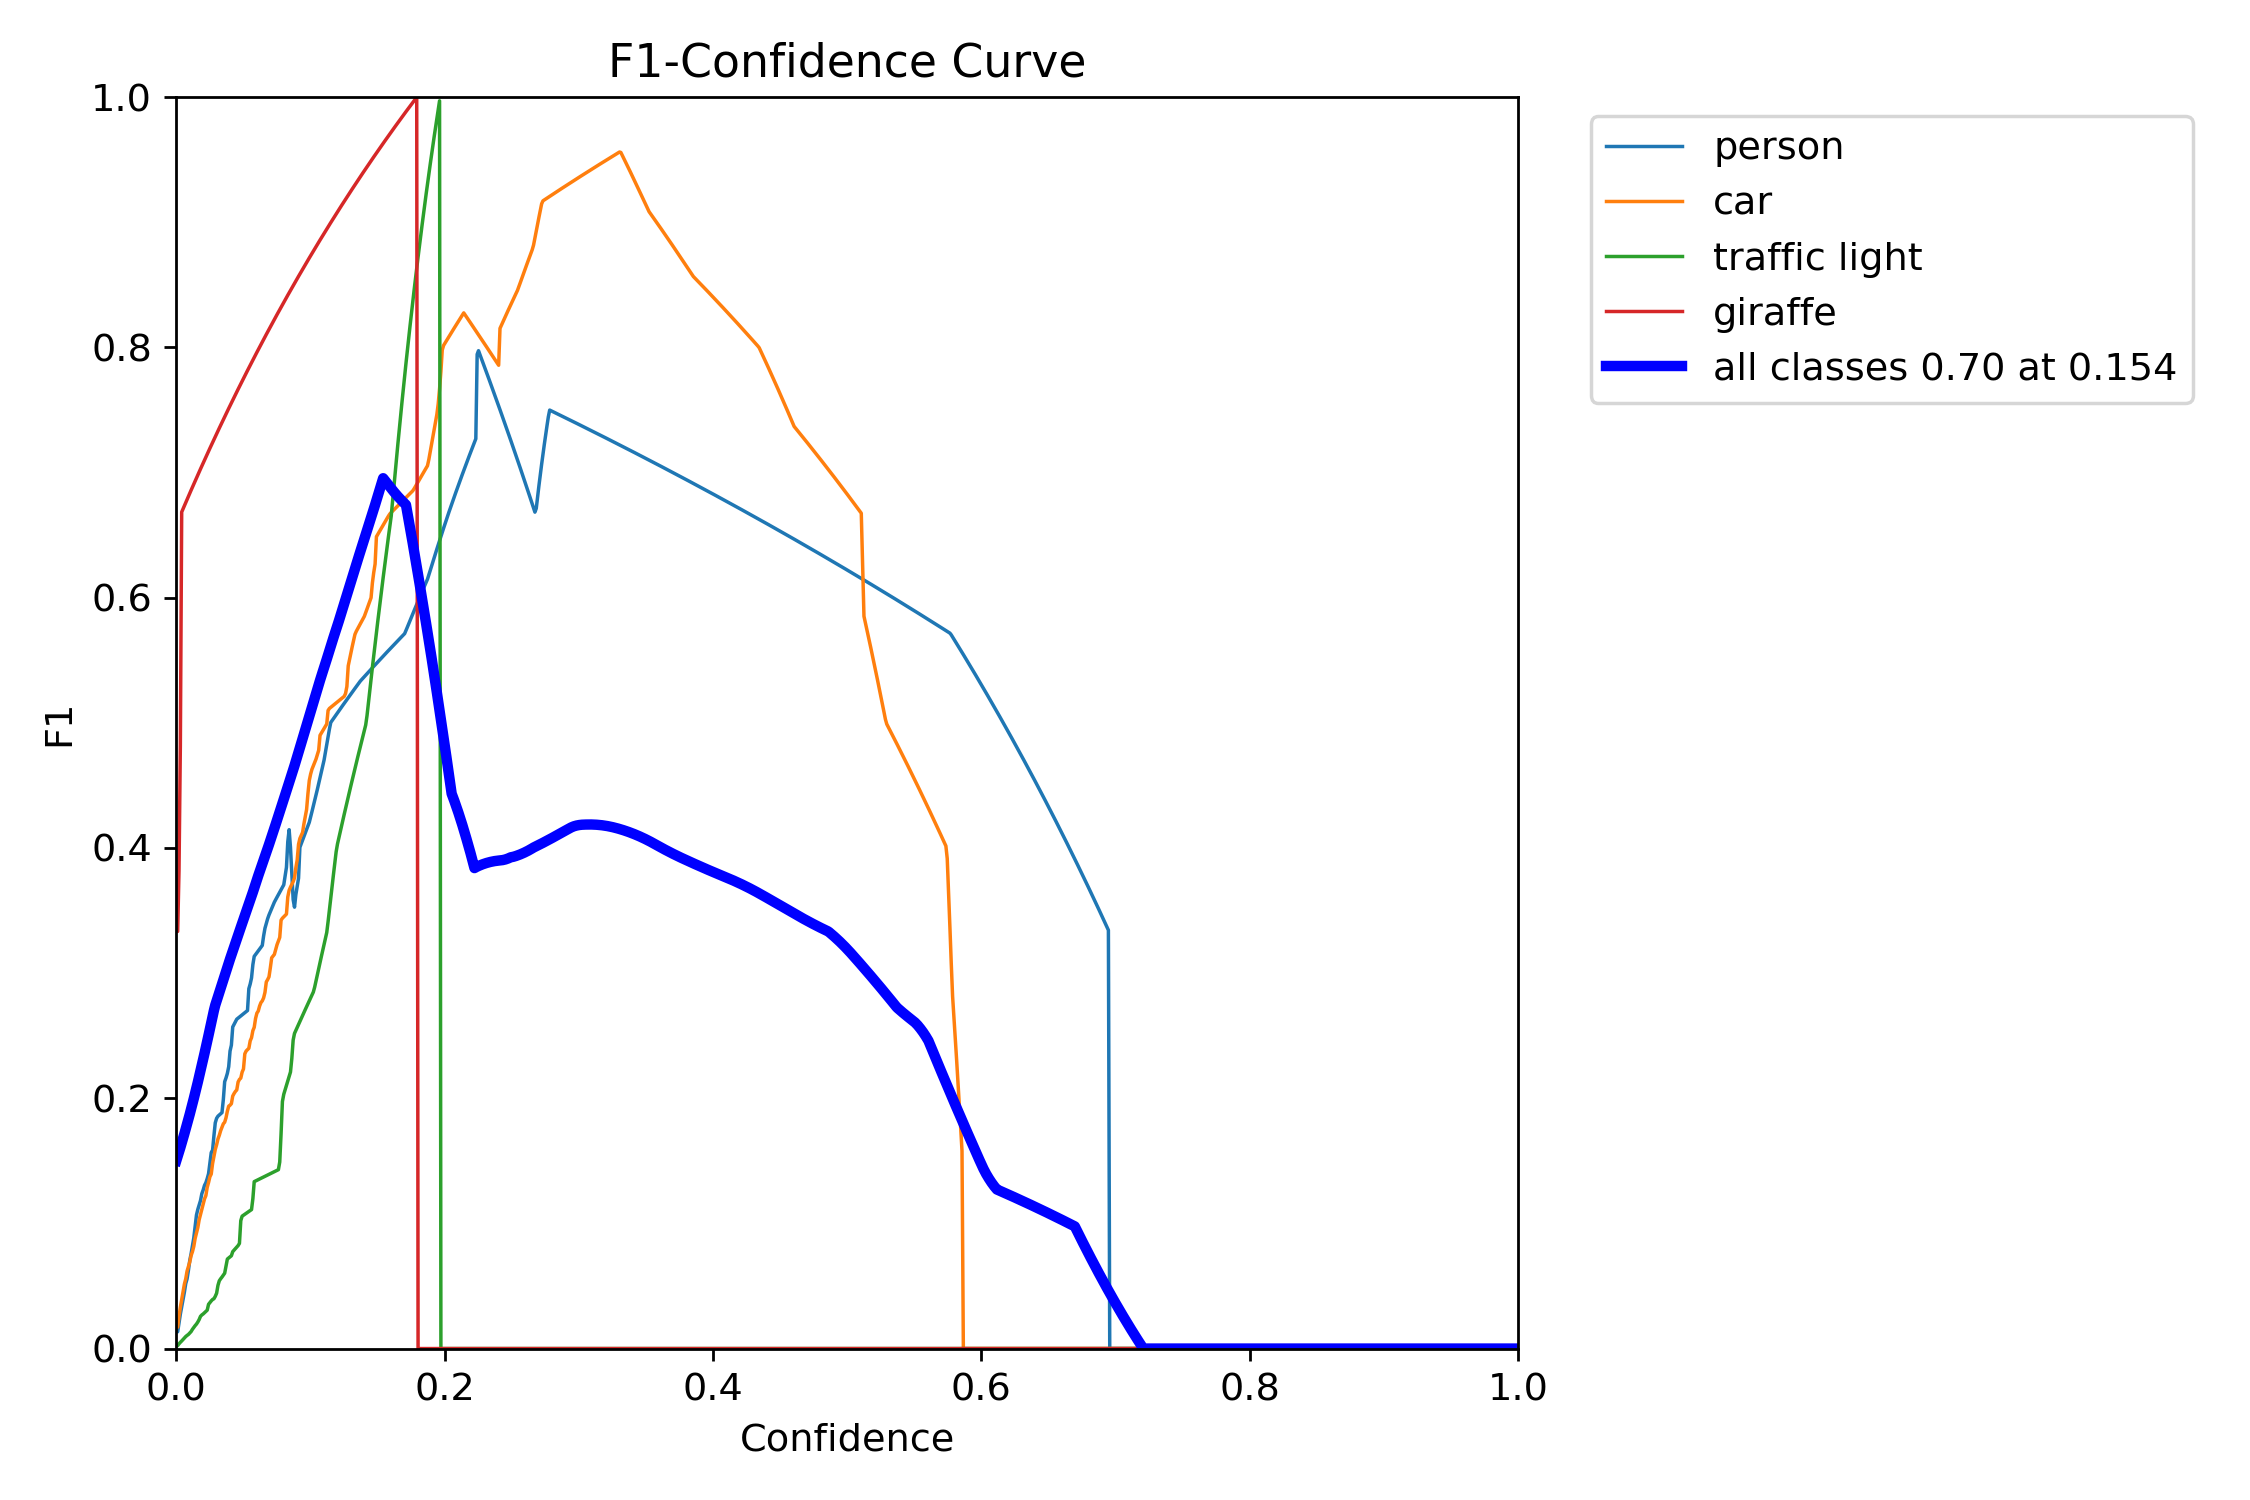 F1-Confidence Curve
1.0
0.8
0.6
0.4
0.2
0.0
F1
0.0 0.2 0.4 0.6 0.8 1.0
Confidence
person
car
traffic light
giraffe
all classes 0.70 at 0.154